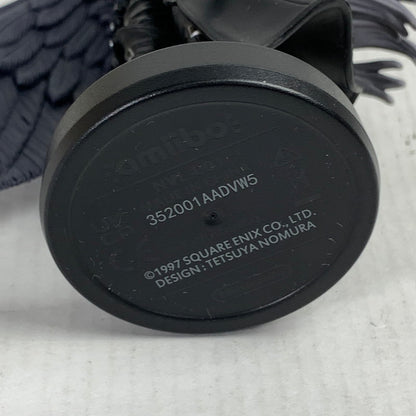 amiibo
352001AADVW5
©1997 SQUARE ENIX CO., LTD.
DESIGN : TETSUYA NOMURA